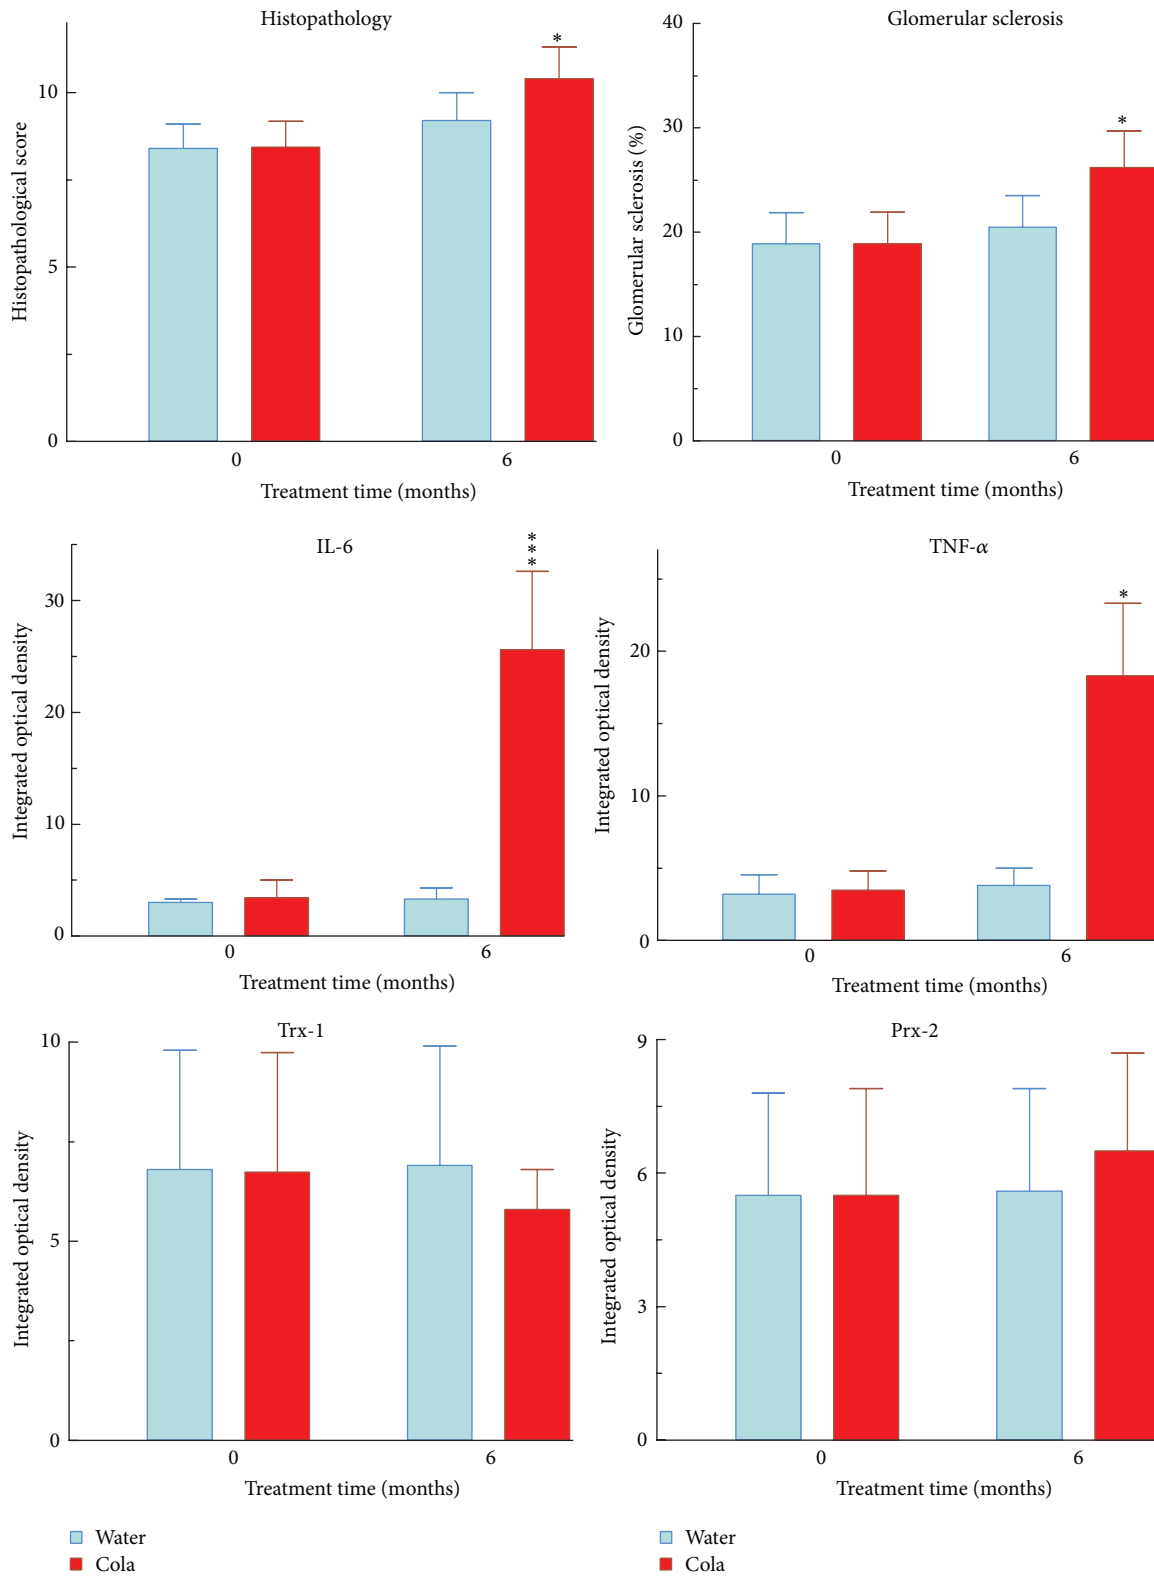 Histopathology
*
10
5
0
Histopathological score
0
6
Treatment time (months)
Glomerular sclerosis
40
*
30
20
10
0
Glomerular sclerosis (%)
0
6
Treatment time (months)
IL-6
***
30
20
10
0
Integrated optical density
0
6
Treatment time (months)
TNF-α
*
20
10
0
Integrated optical density
0
6
Treatment time (months)
Trx-1
10
5
0
Integrated optical density
0
6
Treatment time (months)
Prx-2
9
6
3
0
Integrated optical density
0
6
Treatment time (months)
Water
Cola
Water
Cola